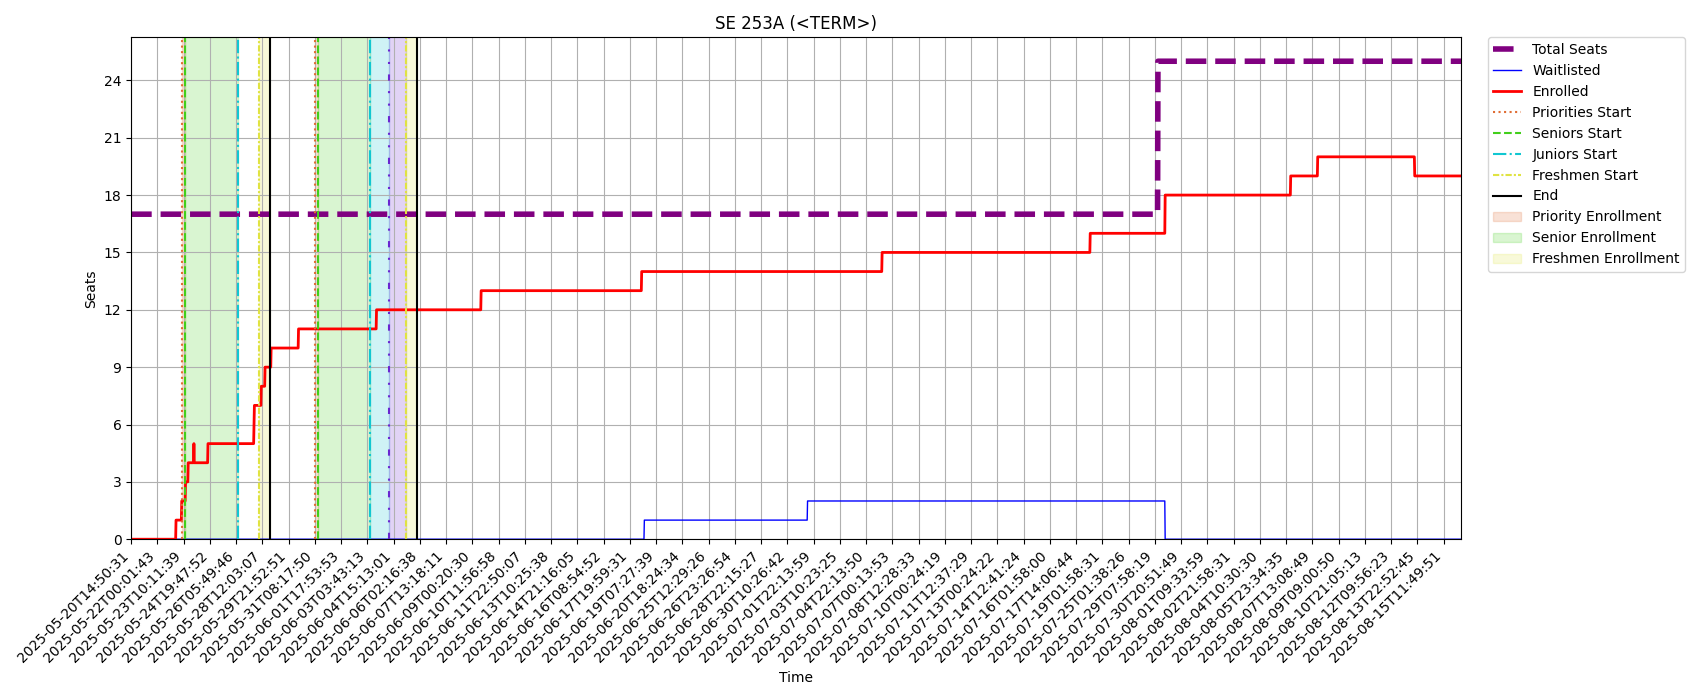 SE 253A (<TERM>)
Total Seats
Waitlisted
Enrolled
Priorities Start
Seniors Start
Juniors Start
Freshmen Start
End
Priority Enrollment
Senior Enrollment
Freshmen Enrollment
Seats
24
21
18
15
12
9
6
3
0
2025-05-20T14:50:31
2025-05-22T00:01:43
2025-05-23T10:11:39
2025-05-24T19:47:52
2025-05-26T05:49:46
2025-05-28T12:03:07
2025-05-29T21:52:51
2025-05-31T08:17:50
2025-06-01T17:53:53
2025-06-03T03:43:13
2025-06-04T15:13:01
2025-06-06T02:16:38
2025-06-07T13:18:11
2025-06-10T01:20:30
2025-06-10T11:56:58
2025-06-11T22:50:07
2025-06-13T10:25:38
2025-06-14T21:16:05
2025-06-16T08:54:52
2025-06-17T19:59:31
2025-06-19T07:27:39
2025-06-20T18:24:34
2025-06-25T12:29:26
2025-06-26T23:26:54
2025-06-28T22:15:27
2025-06-30T10:26:42
2025-07-01T22:13:59
2025-07-03T10:23:25
2025-07-04T22:13:50
2025-07-07T00:13:53
2025-07-08T12:28:33
2025-07-10T00:24:19
2025-07-11T12:37:29
2025-07-13T00:24:22
2025-07-14T12:41:24
2025-07-16T01:58:00
2025-07-17T14:06:44
2025-07-19T01:58:31
2025-07-25T01:38:26
2025-07-29T07:58:19
2025-07-30T20:51:49
2025-08-01T09:33:59
2025-08-02T21:58:31
2025-08-04T10:30:30
2025-08-05T23:34:35
2025-08-07T13:08:49
2025-08-09T09:00:50
2025-08-10T21:05:13
2025-08-12T09:56:23
2025-08-13T22:52:45
2025-08-15T11:49:51
Time